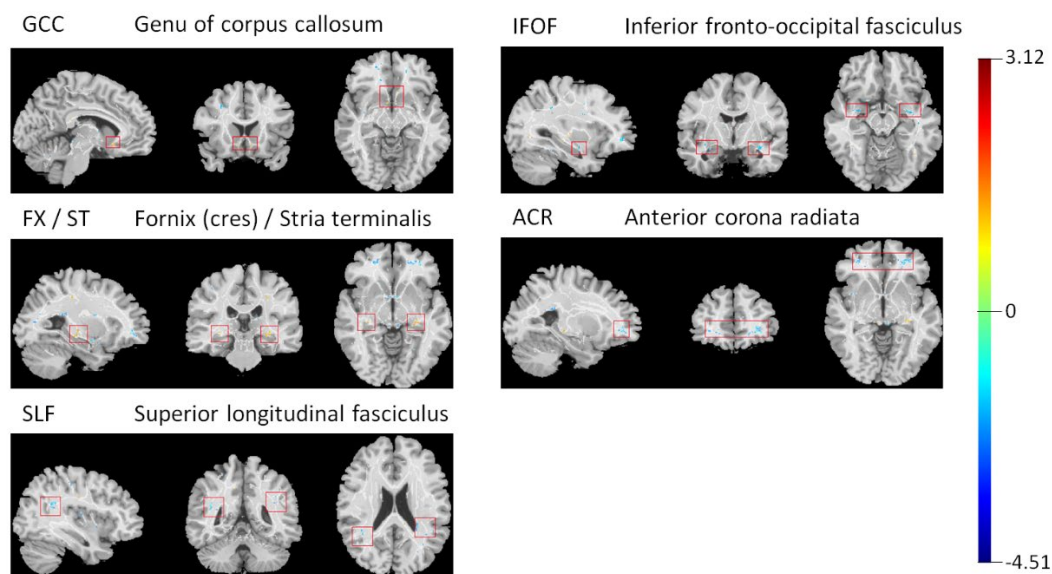 GCC Genu of corpus callosum
IFOF Inferior fronto-occipital fasciculus
FX / ST Fornix (cres) / Stria terminalis
ACR Anterior corona radiata
SLF Superior longitudinal fasciculus
3.12
0
-4.51